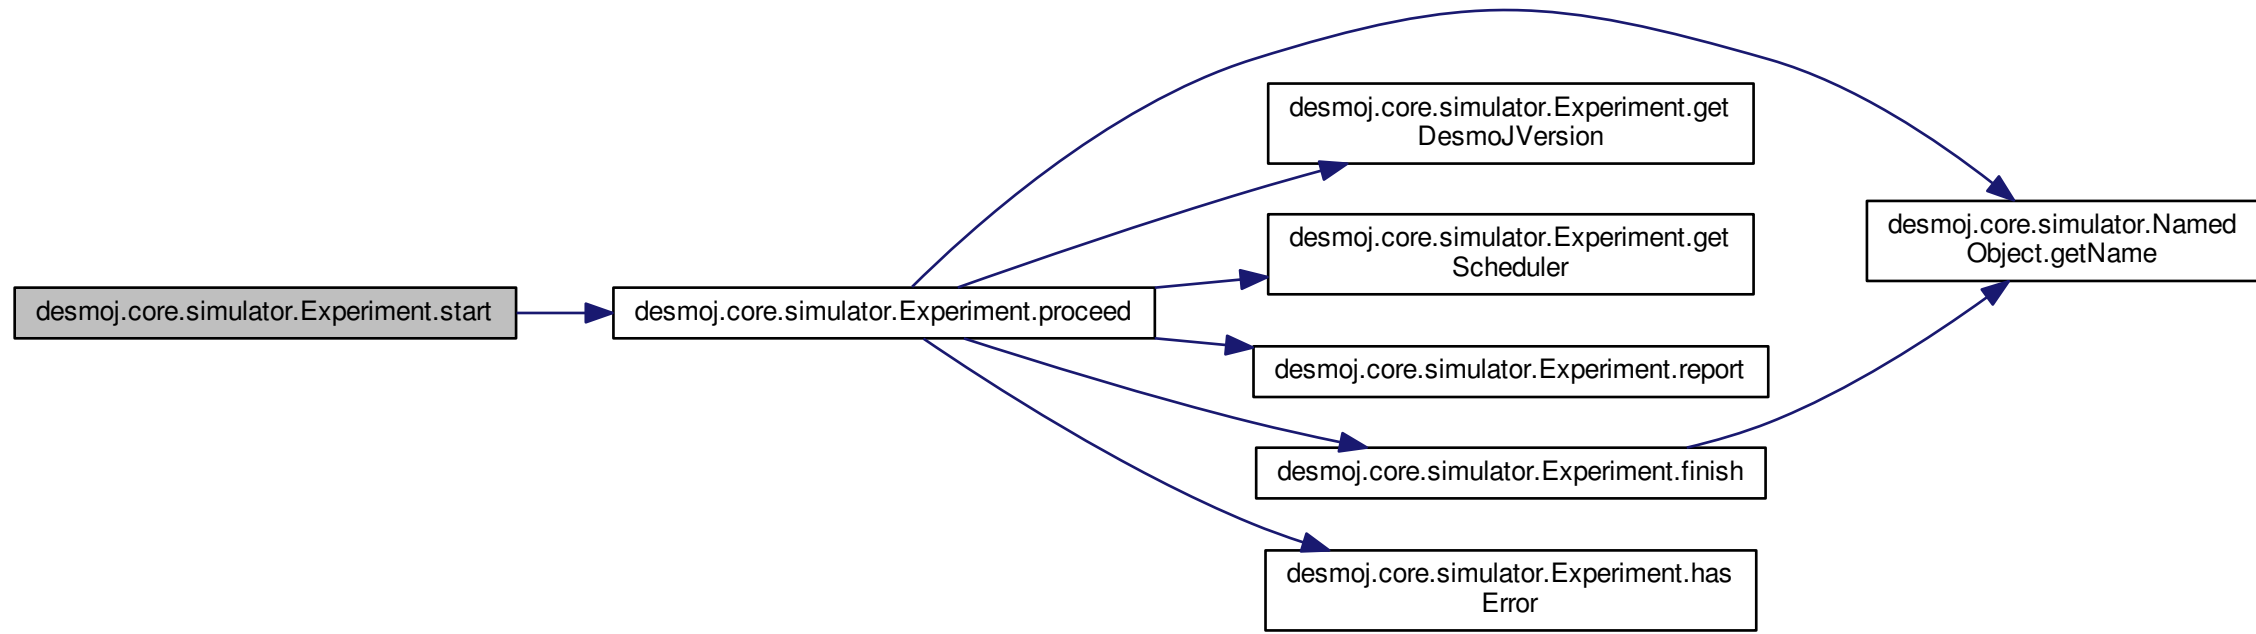 desmoj.core.simulator.Experiment.start
desmoj.core.simulator.Experiment.proceed
desmoj.core.simulator.Experiment.get
DesmoJVersion
desmoj.core.simulator.Experiment.get
Scheduler
desmoj.core.simulator.Experiment.report
desmoj.core.simulator.Experiment.finish
desmoj.core.simulator.Experiment.has
Error
desmoj.core.simulator.Named
Object.getName